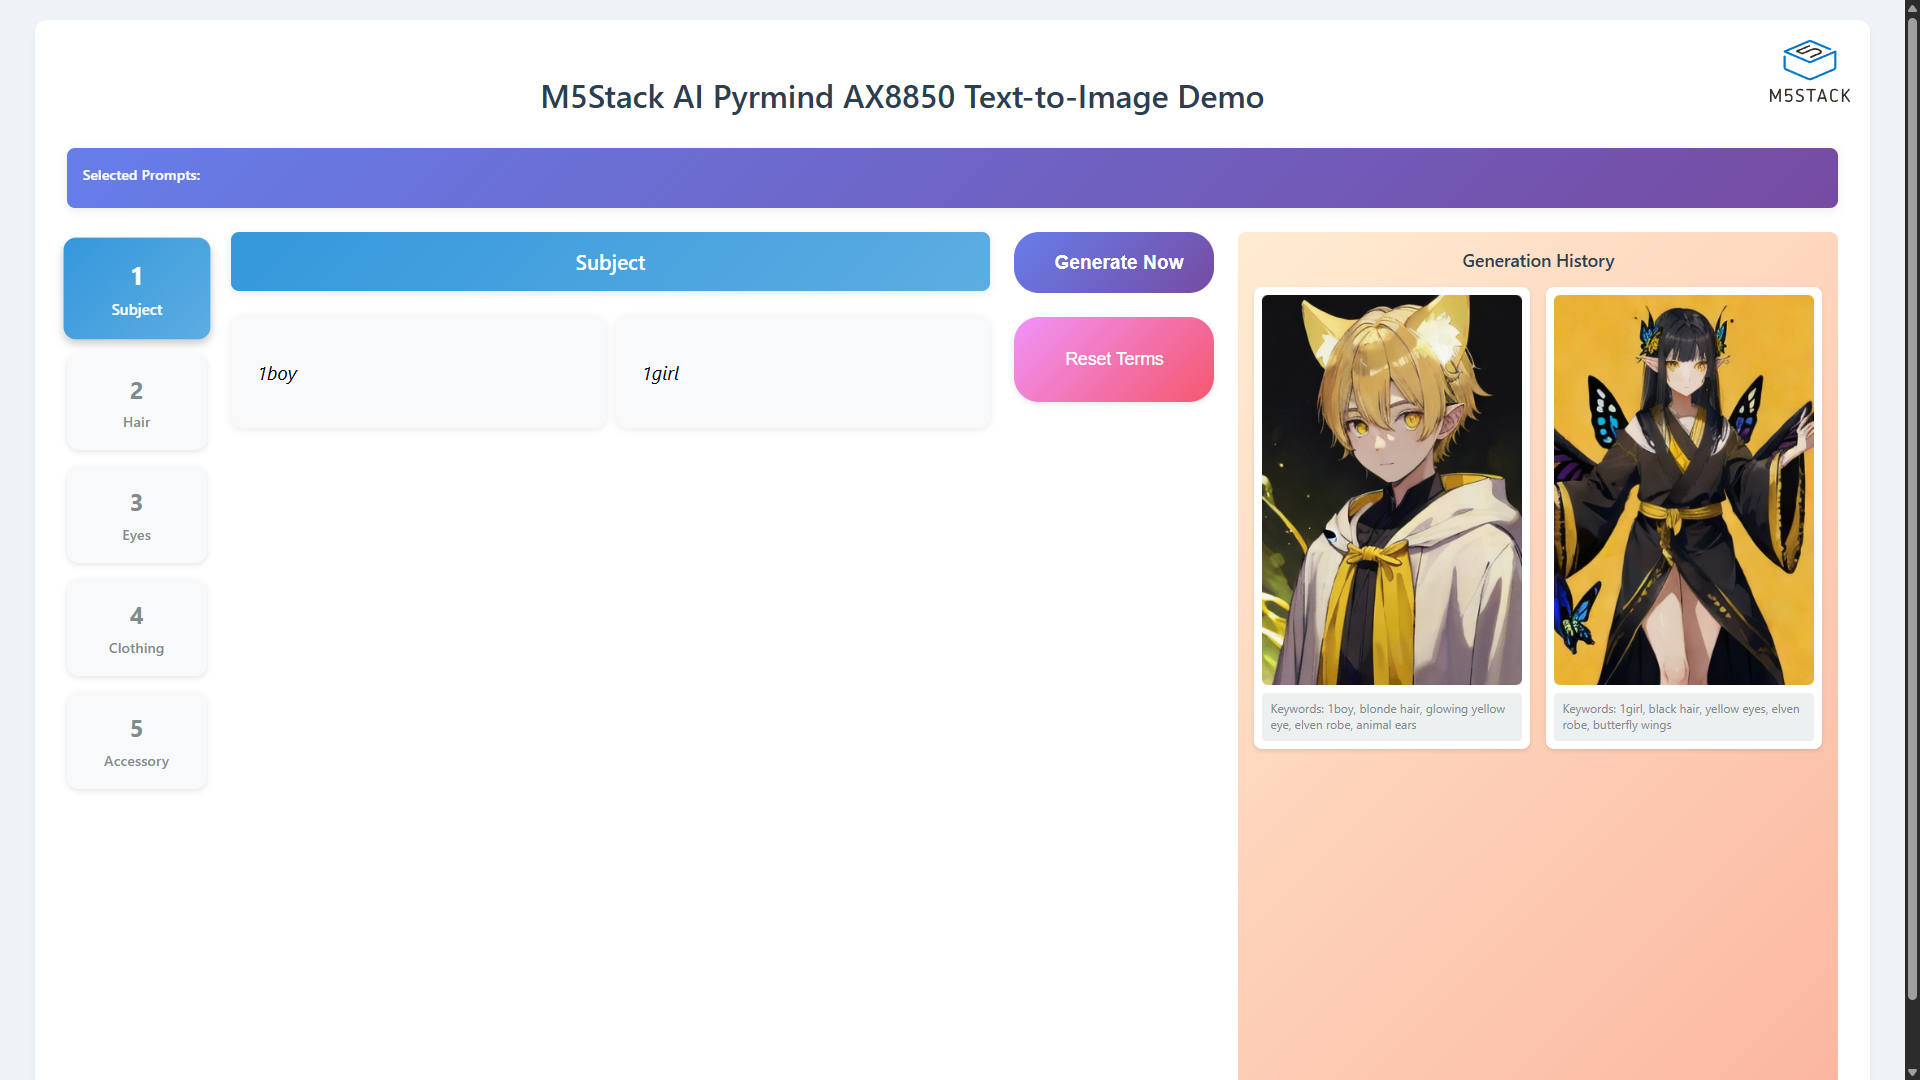 M5STACK
M5Stack AI Pyrmind AX8850 Text-to-Image Demo
Selected Prompts:
1
Subject
2
Hair
3
Eyes
4
Clothing
5
Accessory
Subject
1boy
1girl
Generate Now
Reset Terms
Generation History
Keywords: 1boy, blonde hair, glowing yellow
eye, elven robe, animal ears
Keywords: 1girl, black hair, yellow eyes, elven
robe, butterfly wings